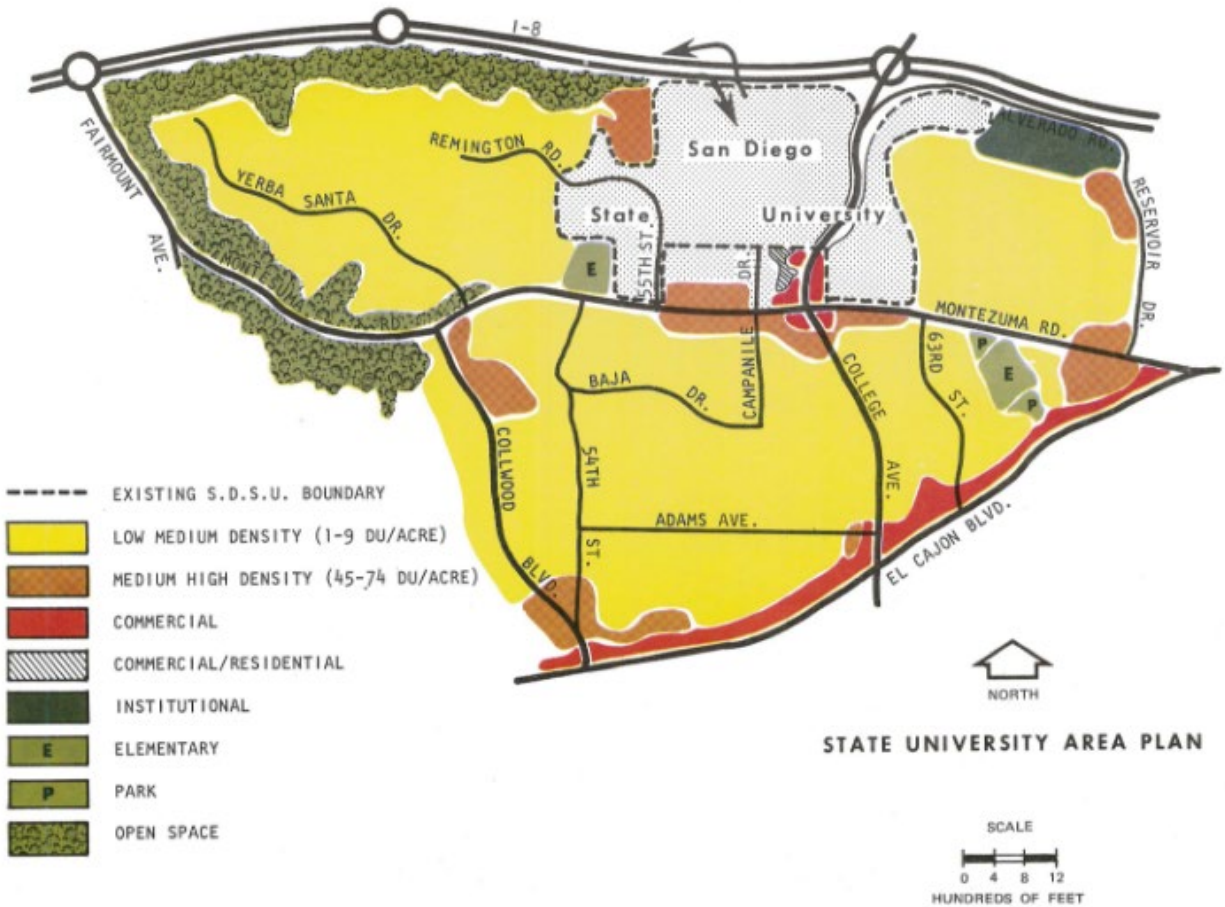 I-8
FAIRMOUNT
AVE.
YERBA
SANTA
DR.
REMINGTON
RD.
San Diego
State
University
ALVERADO RD.
RESERVOIR
DR.
E
55TH ST.
DR.
CAMPANILE
MONTEZUMA
RD.
MONTEZUMA RD.
P
E
P
63RD
ST.
BAJA
DR.
COLLEGE
AVE.
COLLWOOD
BLVD.
54TH
ST.
ADAMS AVE.
EL CAJON BLVD.
EXISTING S.D.S.U. BOUNDARY
LOW MEDIUM DENSITY (1-9 DU/ACRE)
MEDIUM HIGH DENSITY (45-74 DU/ACRE)
COMMERCIAL
COMMERCIAL/RESIDENTIAL
INSTITUTIONAL
E ELEMENTARY
P PARK
OPEN SPACE
NORTH
STATE UNIVERSITY AREA PLAN
SCALE
0 4 8 12
HUNDREDS OF FEET